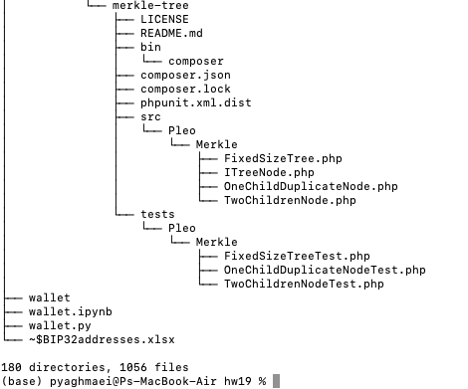 └── merkle-tree
├── LICENSE
├── README.md
├── bin
│   └── composer
├── composer.json
├── composer.lock
├── phpunit.xml.dist
├── src
│   └── Pleo
│       └── Merkle
│           ├── FixedSizeTree.php
│           ├── ITreeNode.php
│           ├── OneChildDuplicateNode.php
│           └── TwoChildrenNode.php
└── tests
    └── Pleo
        └── Merkle
            ├── FixedSizeTreeTest.php
            ├── OneChildDuplicateNodeTest.php
            └── TwoChildrenNodeTest.php
├── wallet
├── wallet.ipynb
├── wallet.py
└── ~$BIP32addresses.xlsx
180 directories, 1056 files
(base) pyaghmaei@Ps-MacBook-Air hw19 %